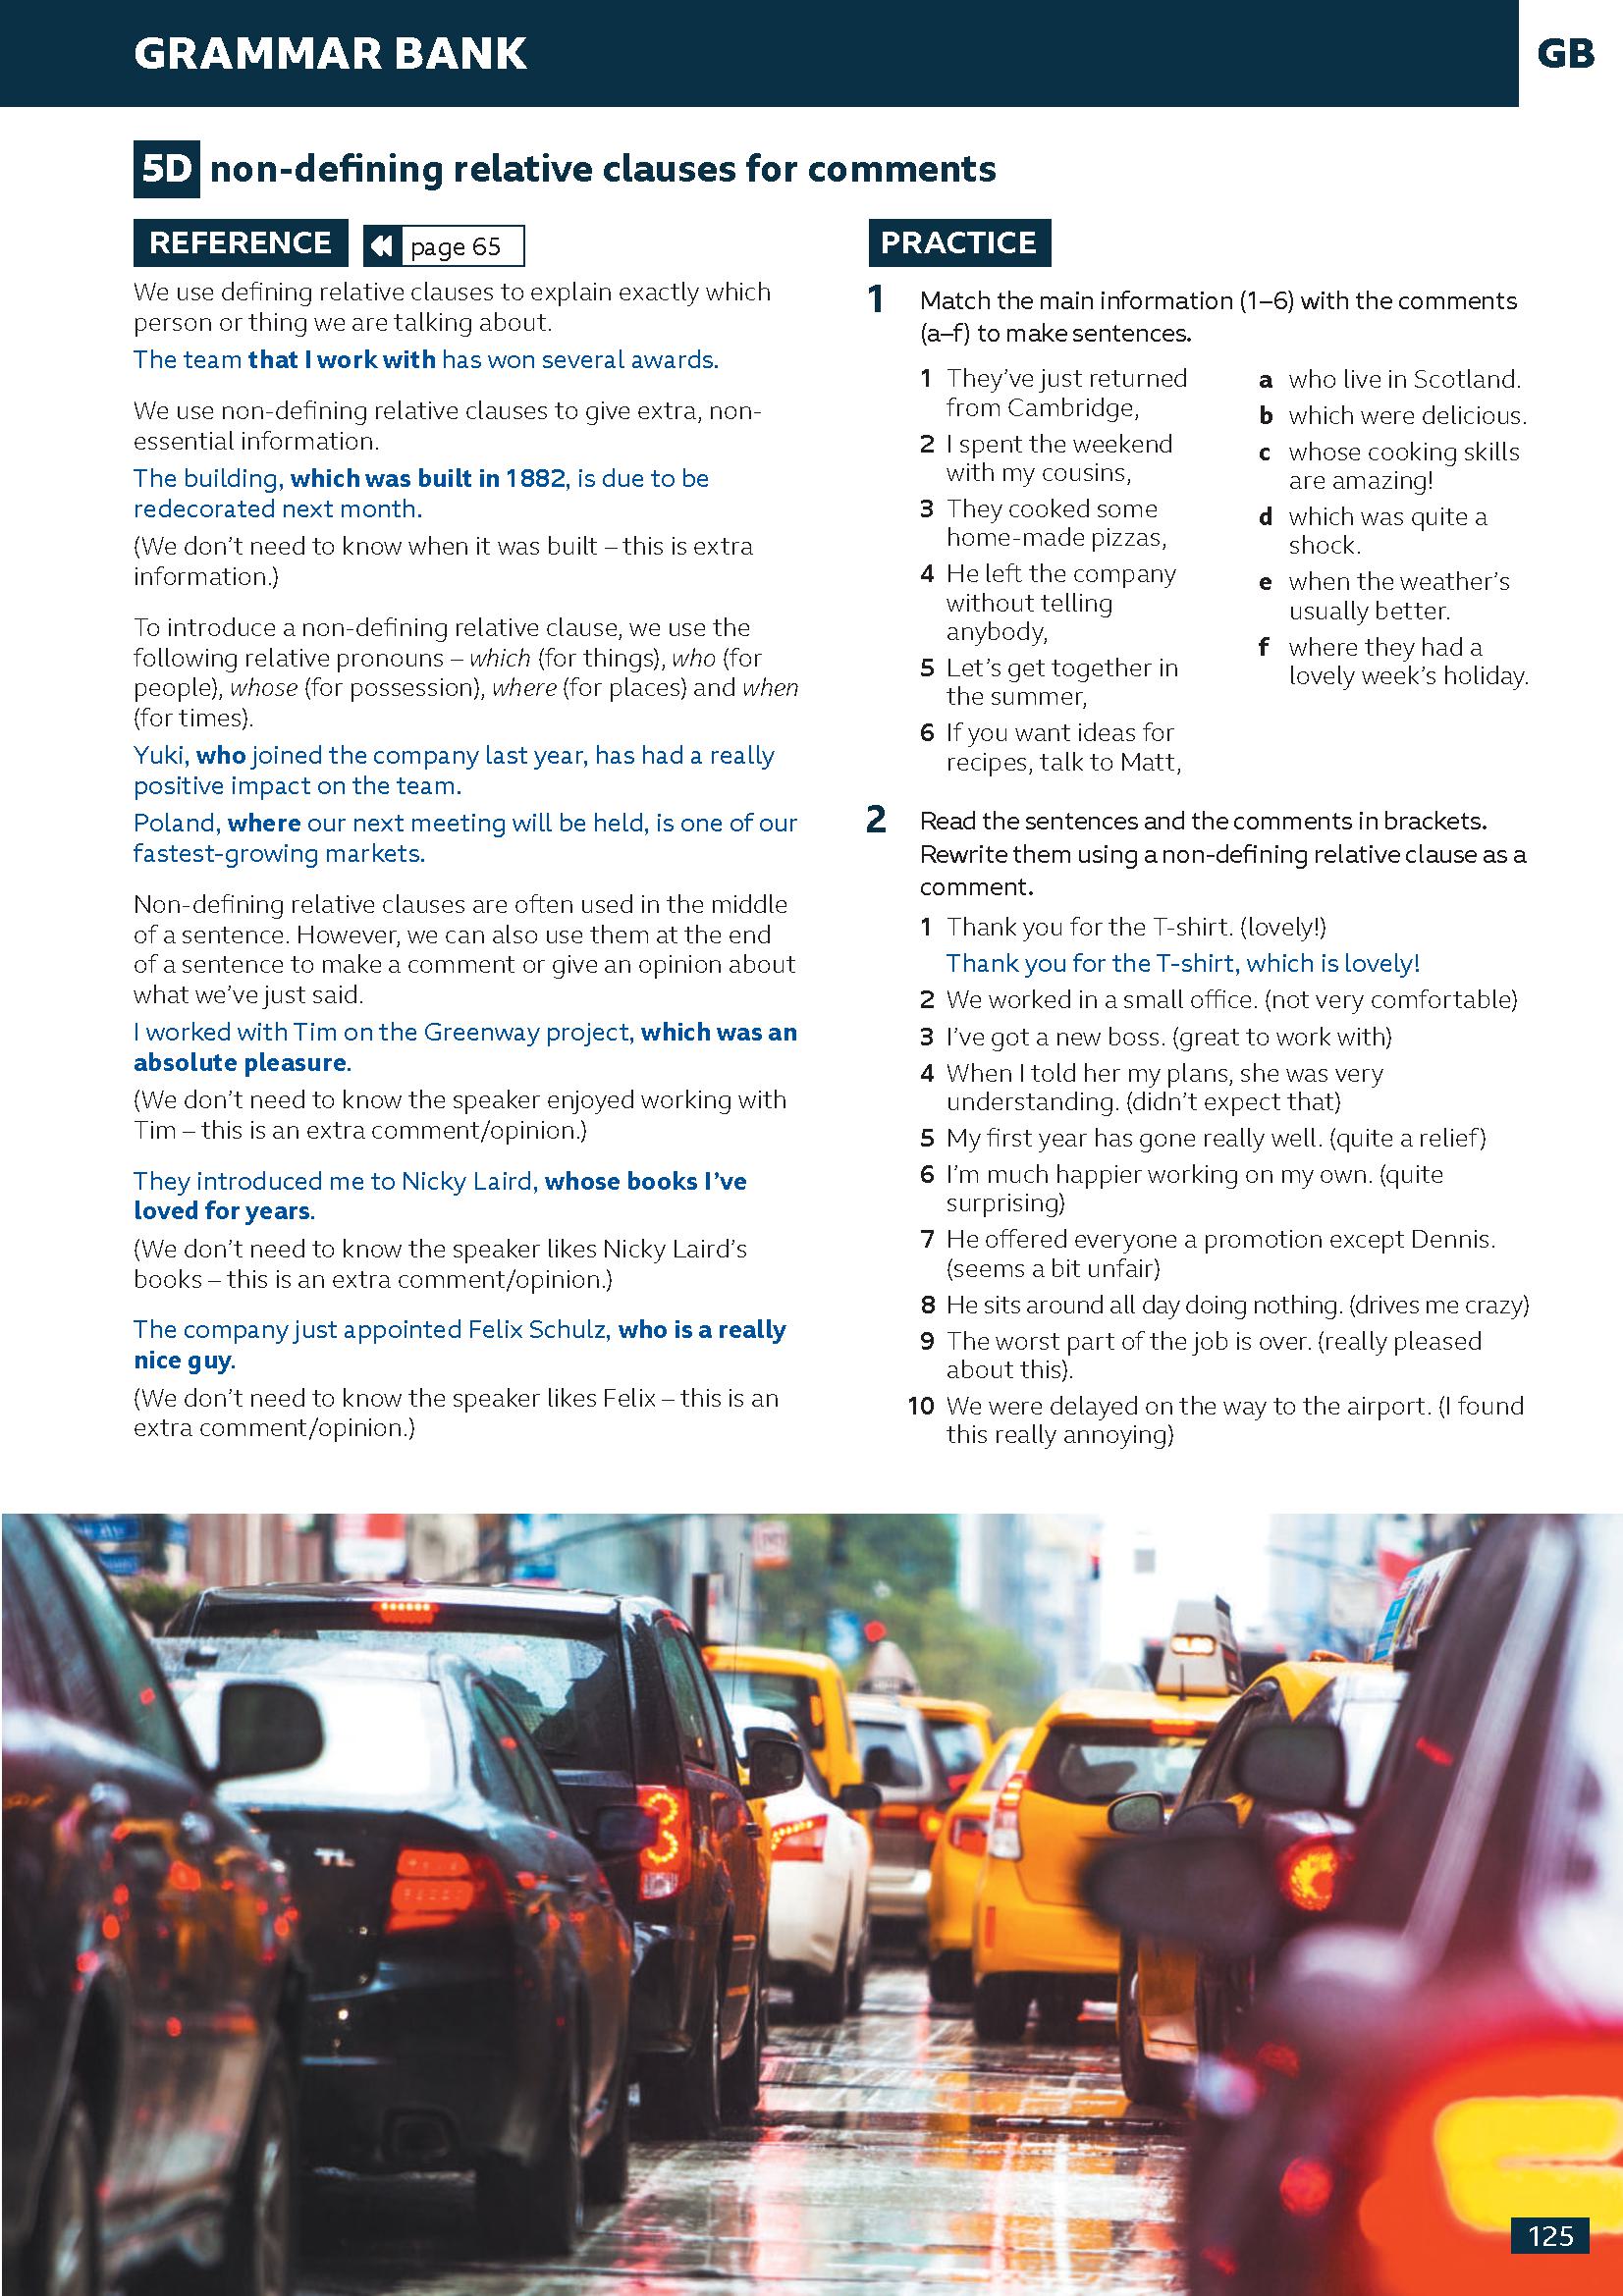 GRAMMAR BANK
GB
5D non-defining relative clauses for comments
REFERENCE page 65
We use defining relative clauses to explain exactly which
person or thing we are talking about.
The team that I work with has won several awards.
We use non-defining relative clauses to give extra, non-
essential information.
The building, which was built in 1882, is due to be
redecorated next month.
(We don’t need to know when it was built – this is extra
information.)
To introduce a non-defining relative clause, we use the
following relative pronouns – which (for things), who (for
people), whose (for possession), where (for places) and when
(for times).
Yuki, who joined the company last year, has had a really
positive impact on the team.
Poland, where our next meeting will be held, is one of our
fastest-growing markets.
Non-defining relative clauses are often used in the middle
of a sentence. However, we can also use them at the end
of a sentence to make a comment or give an opinion about
what we’ve just said.
I worked with Tim on the Greenway project, which was an
absolute pleasure.
(We don’t need to know the speaker enjoyed working with
Tim – this is an extra comment/opinion.)
They introduced me to Nicky Laird, whose books I’ve
loved for years.
(We don’t need to know the speaker likes Nicky Laird’s
books – this is an extra comment/opinion.)
The company just appointed Felix Schulz, who is a really
nice guy.
(We don’t need to know the speaker likes Felix – this is an
extra comment/opinion.)
PRACTICE
1 Match the main information (1–6) with the comments
(a–f) to make sentences.
1 They’ve just returned
from Cambridge,
2 I spent the weekend
with my cousins,
3 They cooked some
home-made pizzas,
4 He left the company
without telling
anybody,
5 Let’s get together in
the summer,
6 If you want ideas for
recipes, talk to Matt,
a who live in Scotland.
b which were delicious.
c whose cooking skills
are amazing!
d which was quite a
shock.
e when the weather’s
usually better.
f where they had a
lovely week’s holiday.
2 Read the sentences and the comments in brackets.
Rewrite them using a non-defining relative clause as a
comment.
1 Thank you for the T-shirt. (lovely!)
Thank you for the T-shirt, which is lovely!
2 We worked in a small office. (not very comfortable)
3 I’ve got a new boss. (great to work with)
4 When I told her my plans, she was very
understanding. (didn’t expect that)
5 My first year has gone really well. (quite a relief)
6 I’m much happier working on my own. (quite
surprising)
7 He offered everyone a promotion except Dennis.
(seems a bit unfair)
8 He sits around all day doing nothing. (drives me crazy)
9 The worst part of the job is over. (really pleased
about this).
10 We were delayed on the way to the airport. (I found
this really annoying)
TL
125